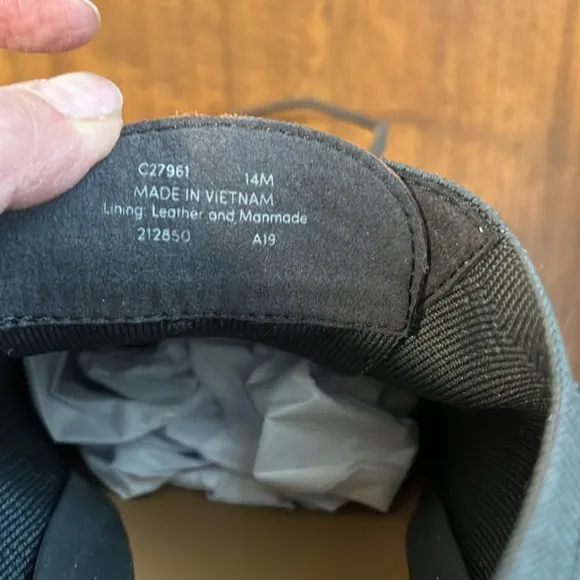 C27961 14M
MADE IN VIETNAM
Lining: Leather and Manmade
212850 A19